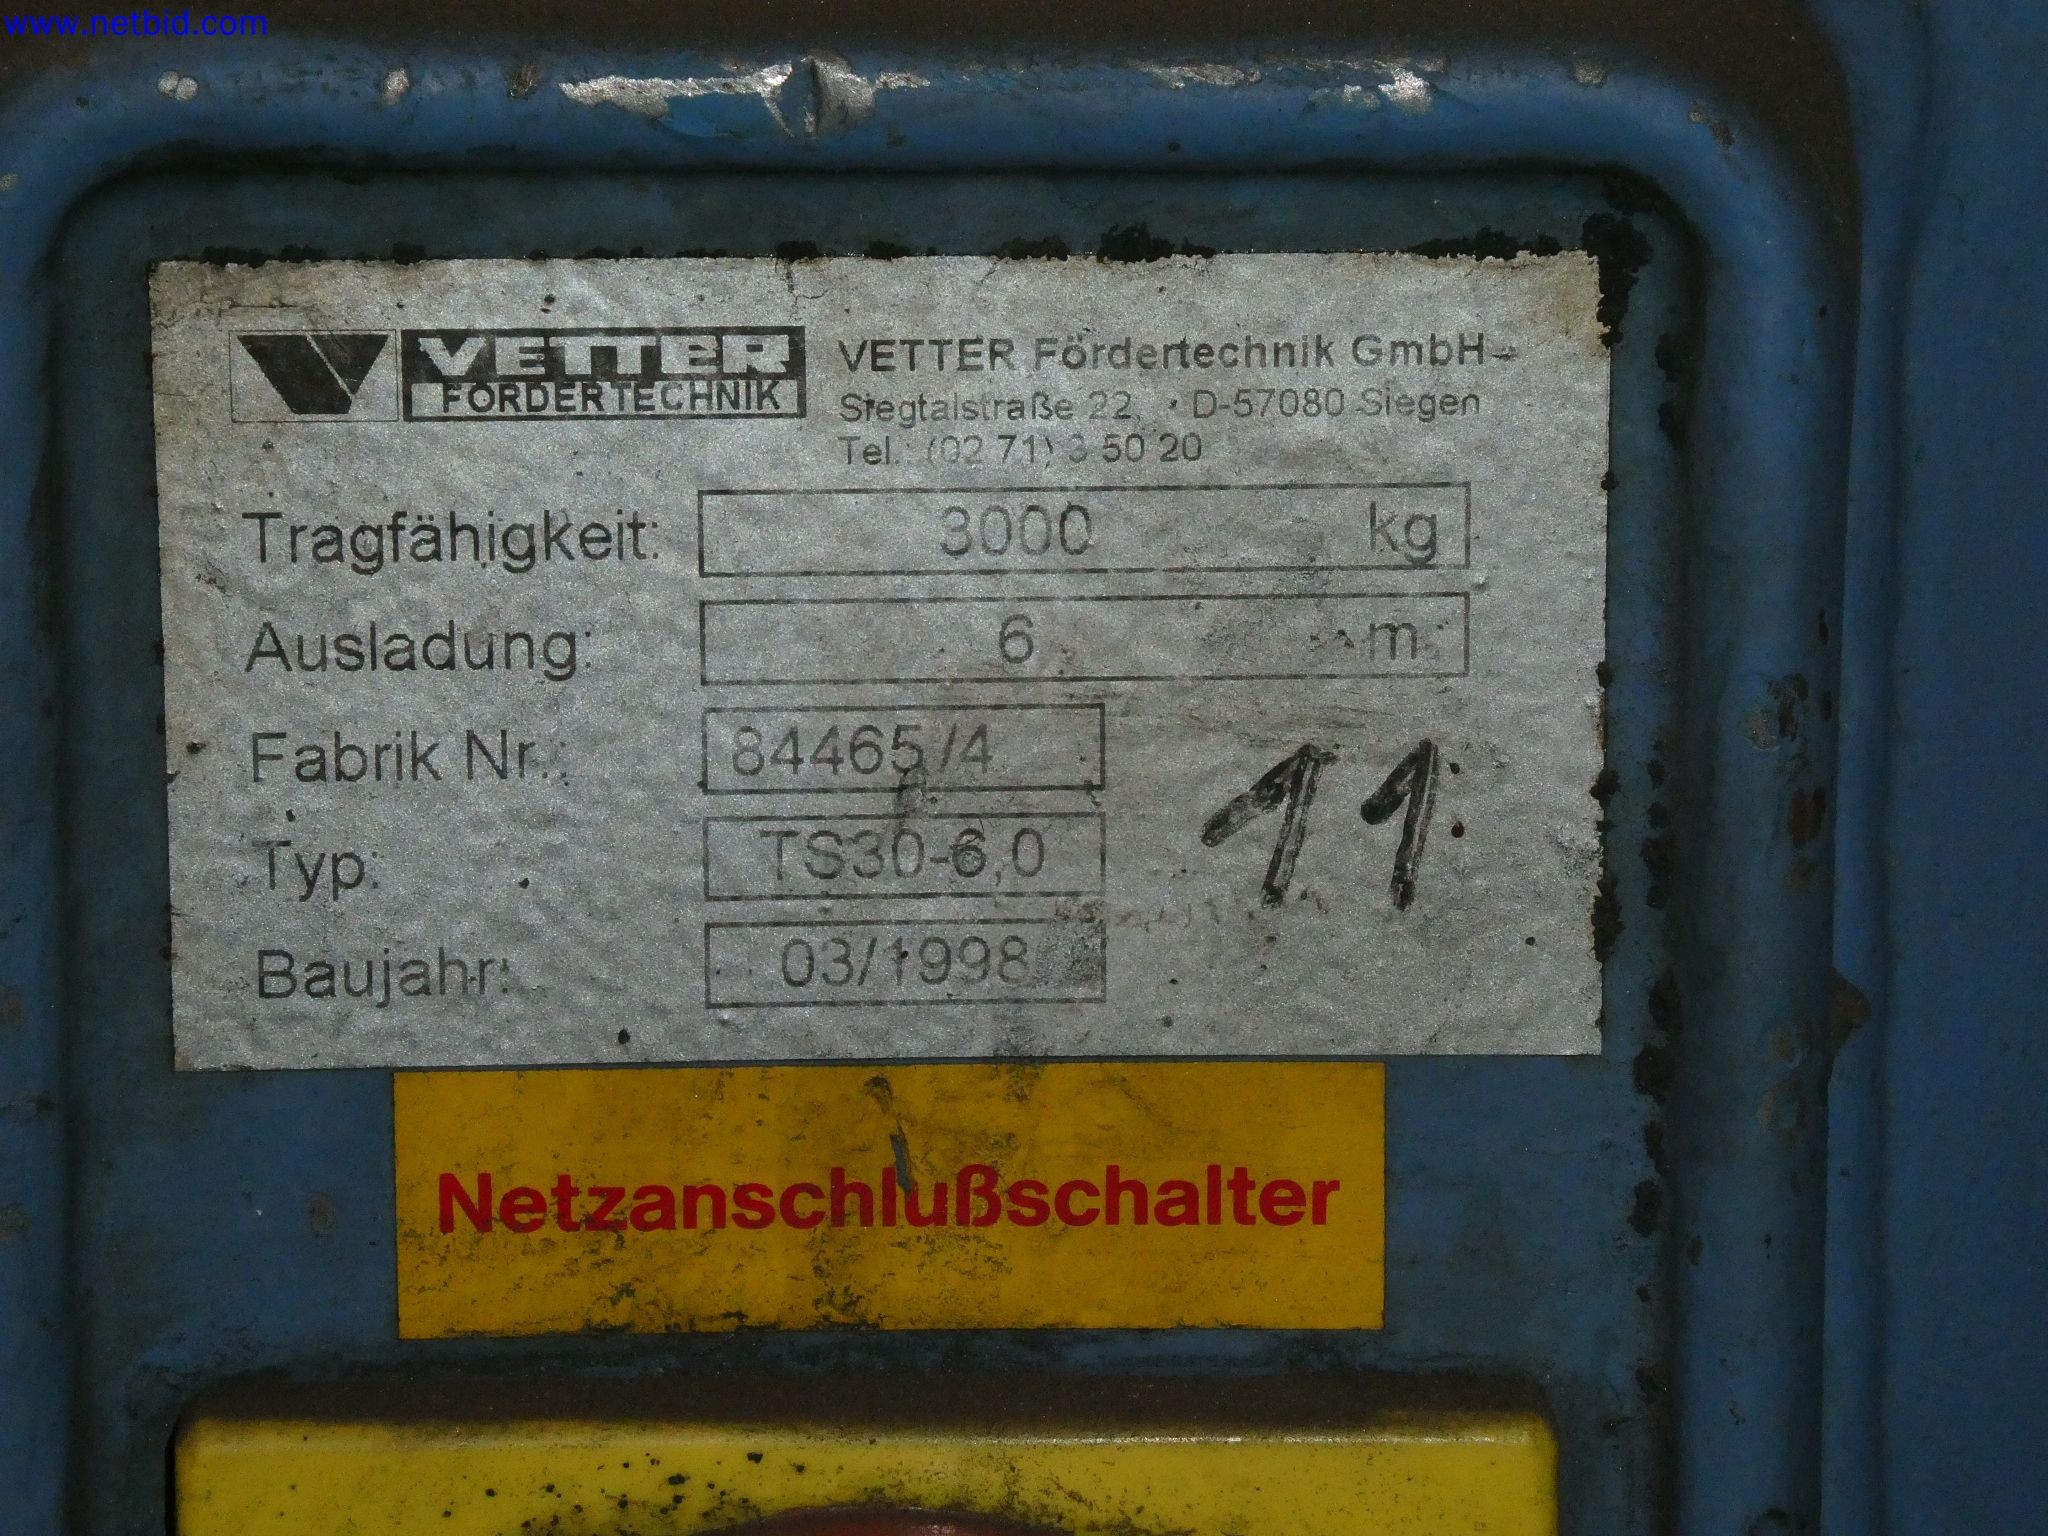 www.netbid.com
VETTER
FÖRDERTECHNIK
VETTER Fördertechnik GmbH
Siegtalstraße 22, · D-57080 Siegen
Tel.: (02 71) 3 50 20
Tragfähigkeit: 3000 kg
Ausladung: 6 m
Fabrik Nr.: 84465/4
Typ: TS30-6,0
Baujahr: 03/1998
11
Netzanschlußschalter